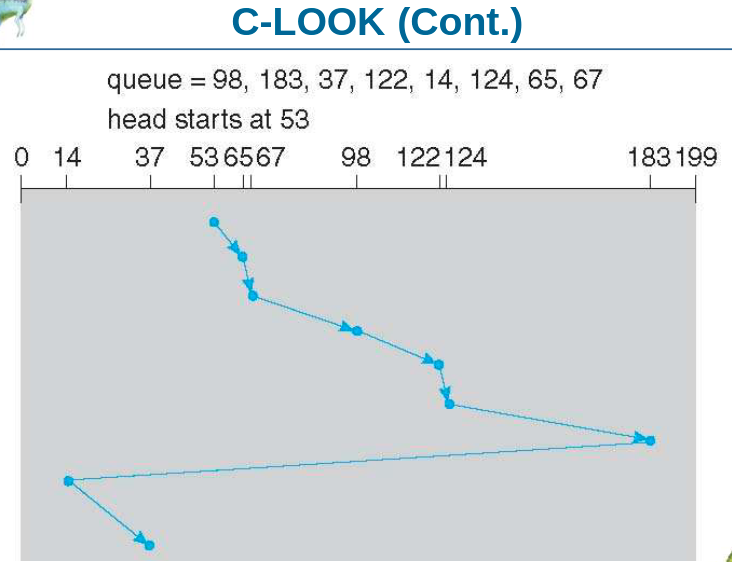 C-LOOK (Cont.)
queue = 98, 183, 37, 122, 14, 124, 65, 67
head starts at 53
0 14 37 53 65 67 98 122 124 183 199